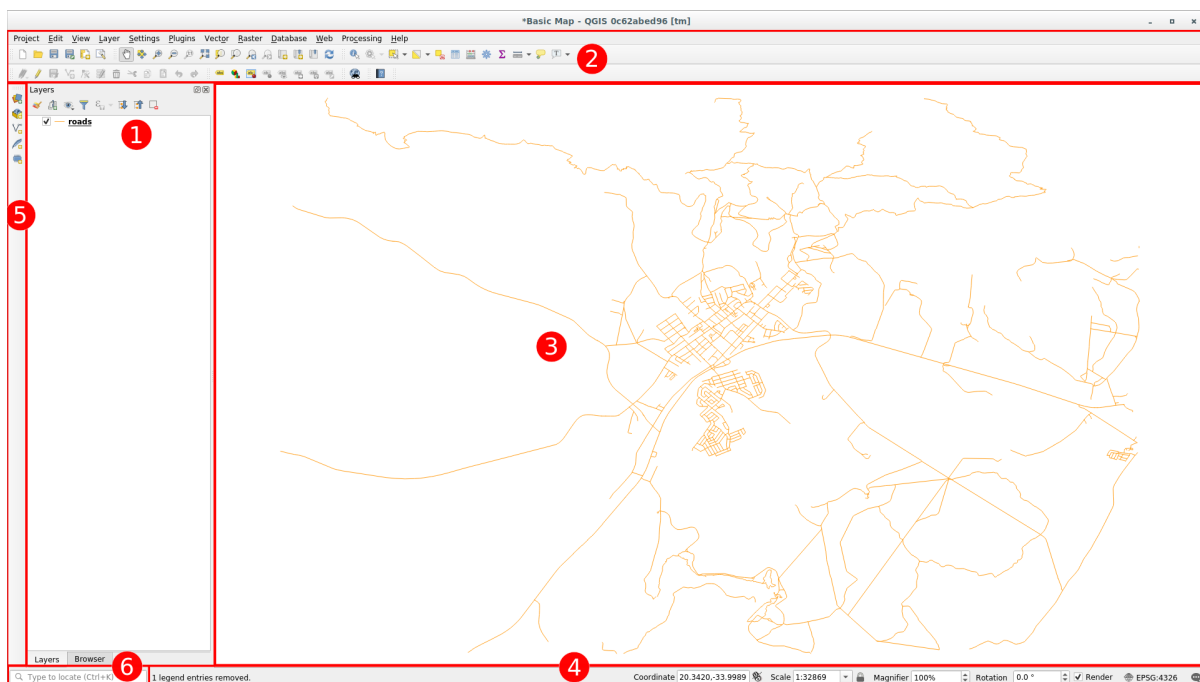 *Basic Map - QGIS 0c62abed96 [tm]
Project Edit View Layer Settings Plugins Vector Raster Database Web Processing Help
2
Layers
1
roads
5
3
Layers Browser
6
4
Type to locate (Ctrl+K) 1 legend entries removed. Coordinate 20.3420,-33.9989 Scale 1:32869 Magnifier 100% Rotation 0.0 ° Render EPSG:4326